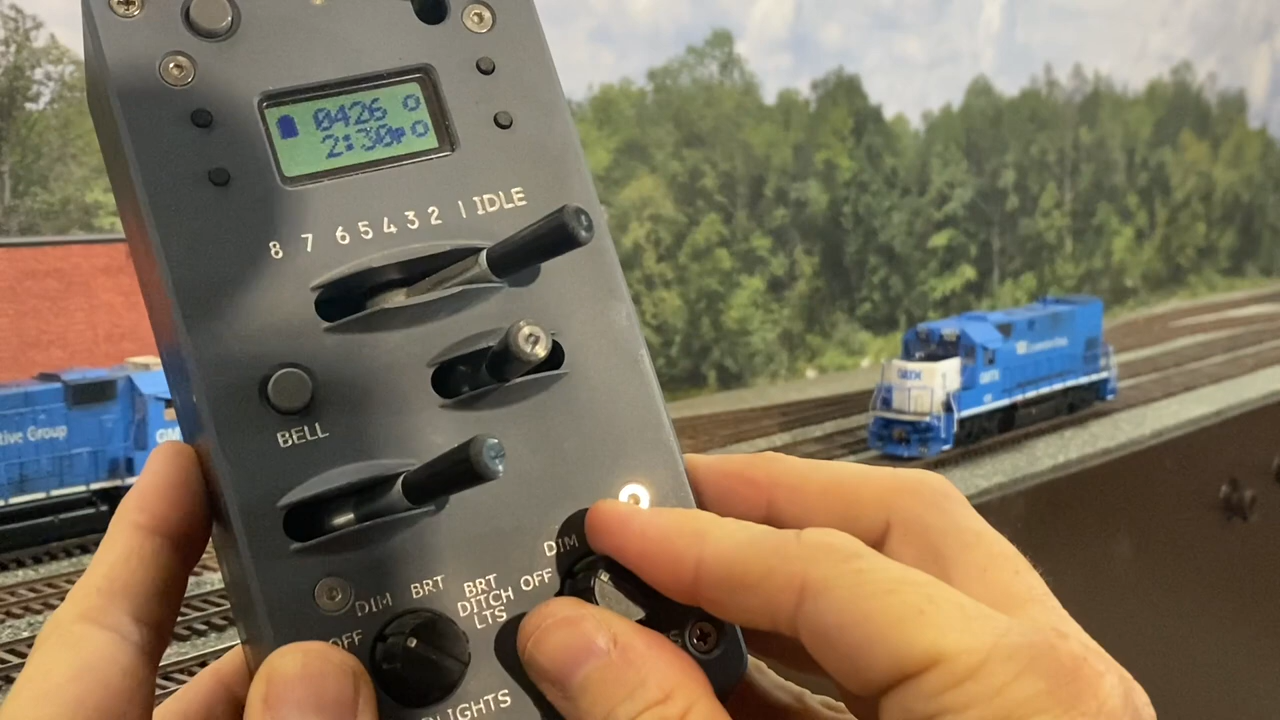 0426
2:30P
8 7 6 5 4 3 2 1 IDLE
BELL
tive Group
GM
GMTX
DIM
OFF
BRT
DITCH
LTS
BRT
DIM
OFF